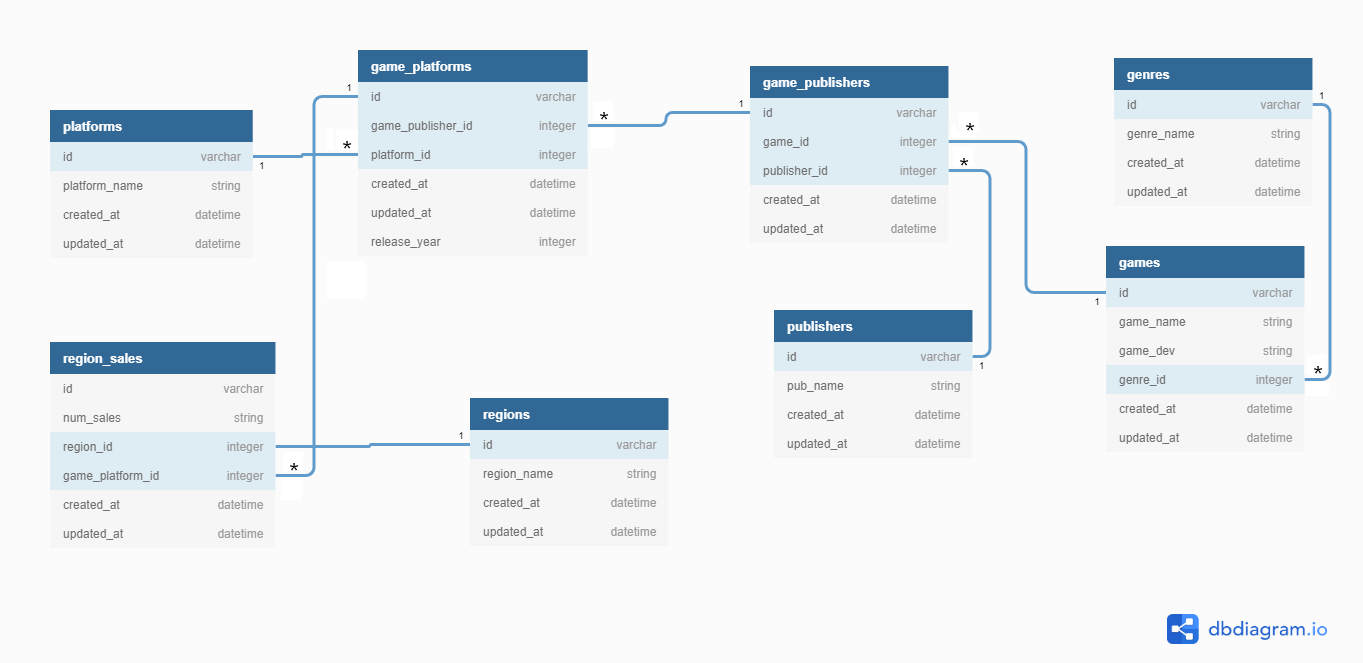 platforms
id varchar
platform_name string
created_at datetime
updated_at datetime
game_platforms
id varchar
game_publisher_id integer
platform_id integer
created_at datetime
updated_at datetime
release_year integer
game_publishers
id varchar
game_id integer
publisher_id integer
created_at datetime
updated_at datetime
genres
id varchar
genre_name string
created_at datetime
updated_at datetime
region_sales
id varchar
num_sales string
region_id integer
game_platform_id integer
created_at datetime
updated_at datetime
regions
id varchar
region_name string
created_at datetime
updated_at datetime
publishers
id varchar
pub_name string
created_at datetime
updated_at datetime
games
id varchar
game_name string
game_dev string
genre_id integer
created_at datetime
updated_at datetime
1
*
1
*
1
*
*
1
1
*
1
*
1
dbdiagram.io